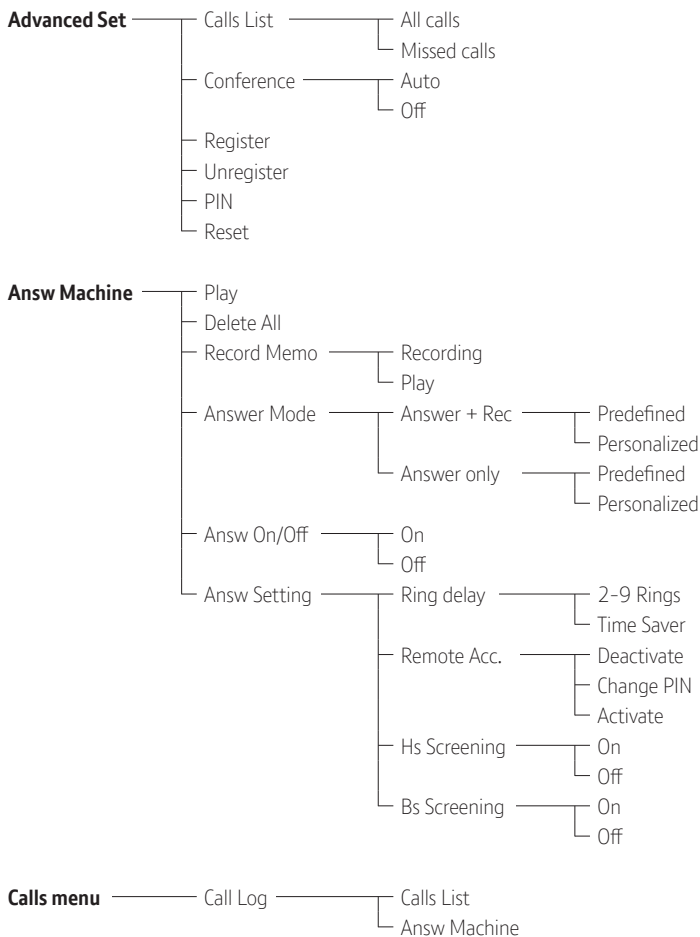 Advanced Set Calls List All calls
Missed calls
Conference Auto
Off
Register
Unregister
PIN
Reset
Answ Machine Play
Delete All
Record Memo Recording
Play
Answer Mode Answer + Rec Predefined
Personalized
Answer only Predefined
Personalized
Answ On/Off On
Off
Answ Setting Ring delay 2-9 Rings
Time Saver
Remote Acc. Deactivate
Change PIN
Activate
Hs Screening On
Off
Bs Screening On
Off
Calls menu Call Log Calls List
Answ Machine